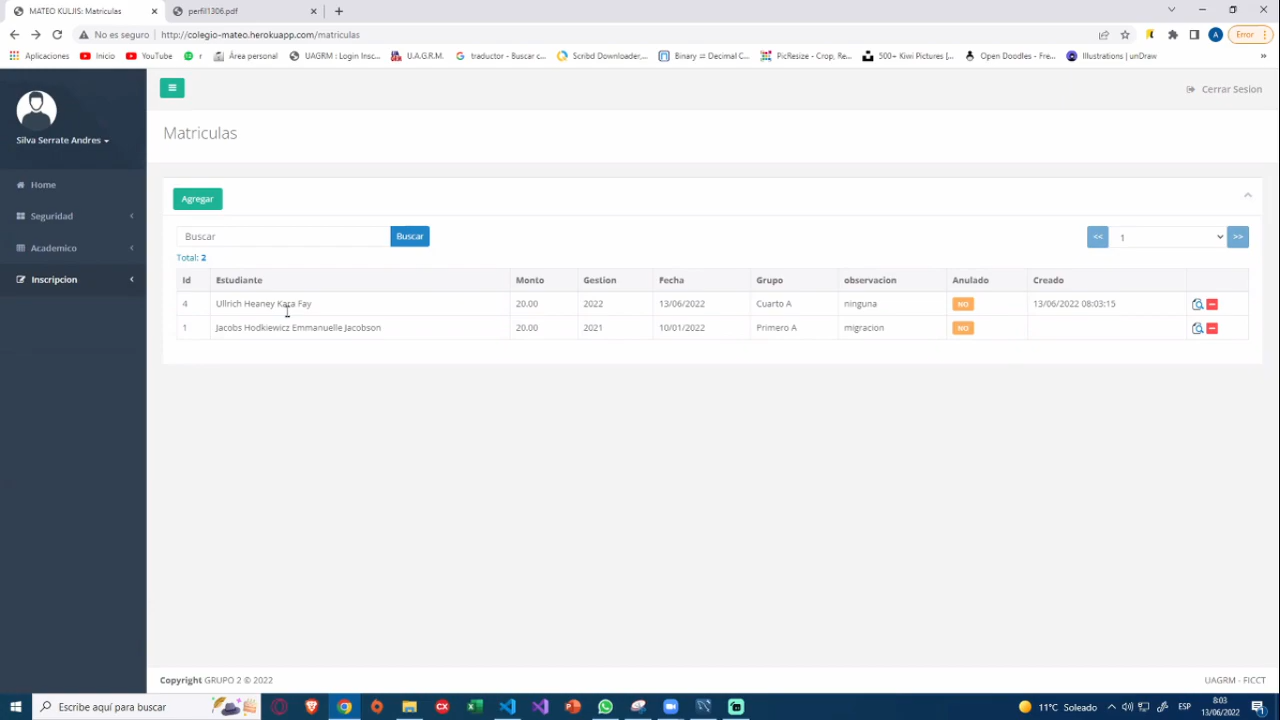 MATEO KULJIS: Matriculas
perfil1306.pdf
No es seguro
http://colegio-mateo.herokuapp.com/matriculas
Error
Aplicaciones
Inicio
YouTube
r
Área personal
UAGRM : Login Insc...
U.A.G.R.M.
traductor - Buscar c...
Scribd Downloader,...
Binary ⇄ Decimal C...
PicResize - Crop, Re...
500+ Kiwi Pictures [...
Open Doodles - Fre...
Illustrations | unDraw
Silva Serrate Andres
Home
Seguridad
Academico
Inscripcion
Cerrar Sesion
Matriculas
Agregar
Buscar
Buscar
<<
1
>>
Total: 2
Id Estudiante Monto Gestion Fecha Grupo observacion Anulado Creado
4 Ullrich Heaney Kara Fay 20.00 2022 13/06/2022 Cuarto A ninguna NO 13/06/2022 08:03:15
1 Jacobs Hodkiewicz Emmanuelle Jacobson 20.00 2021 10/01/2022 Primero A migracion NO
Copyright GRUPO 2 © 2022
UAGRM - FICCT
Escribe aquí para buscar
11°C Soleado
ESP
8:03
13/06/2022